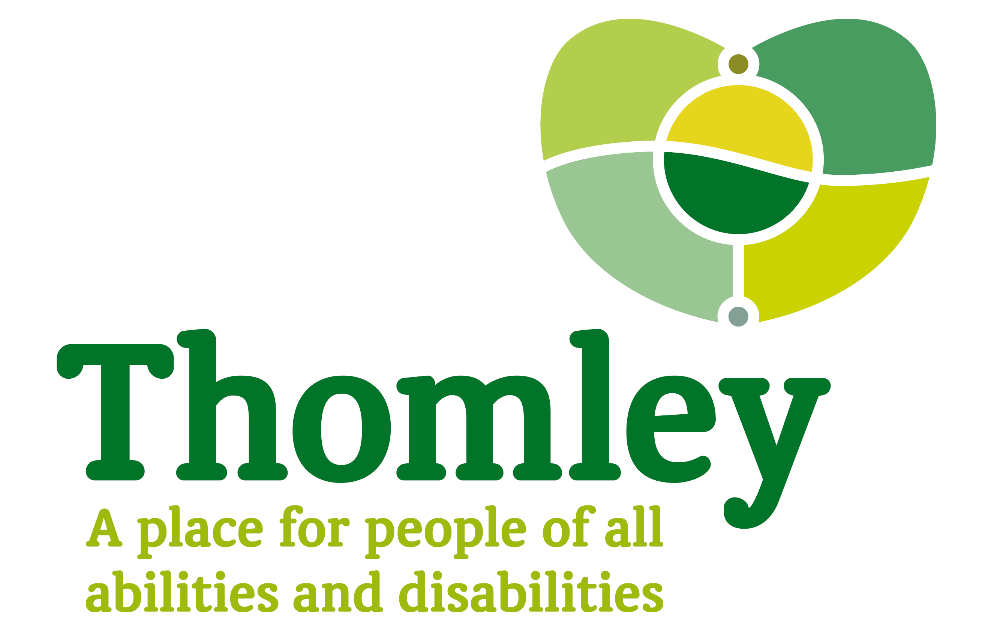 Thomley
A place for people of all
abilities and disabilities